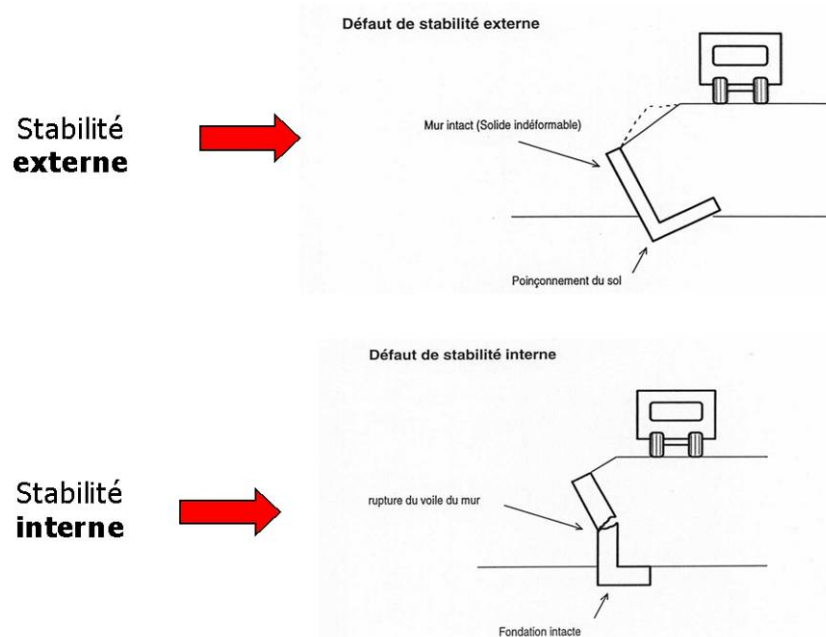 Défaut de stabilité externe
Stabilité
externe
Mur intact (Solide indéformable)
Poinçonnement du sol
Défaut de stabilité interne
Stabilité
interne
rupture du voile du mur
Fondation intacte